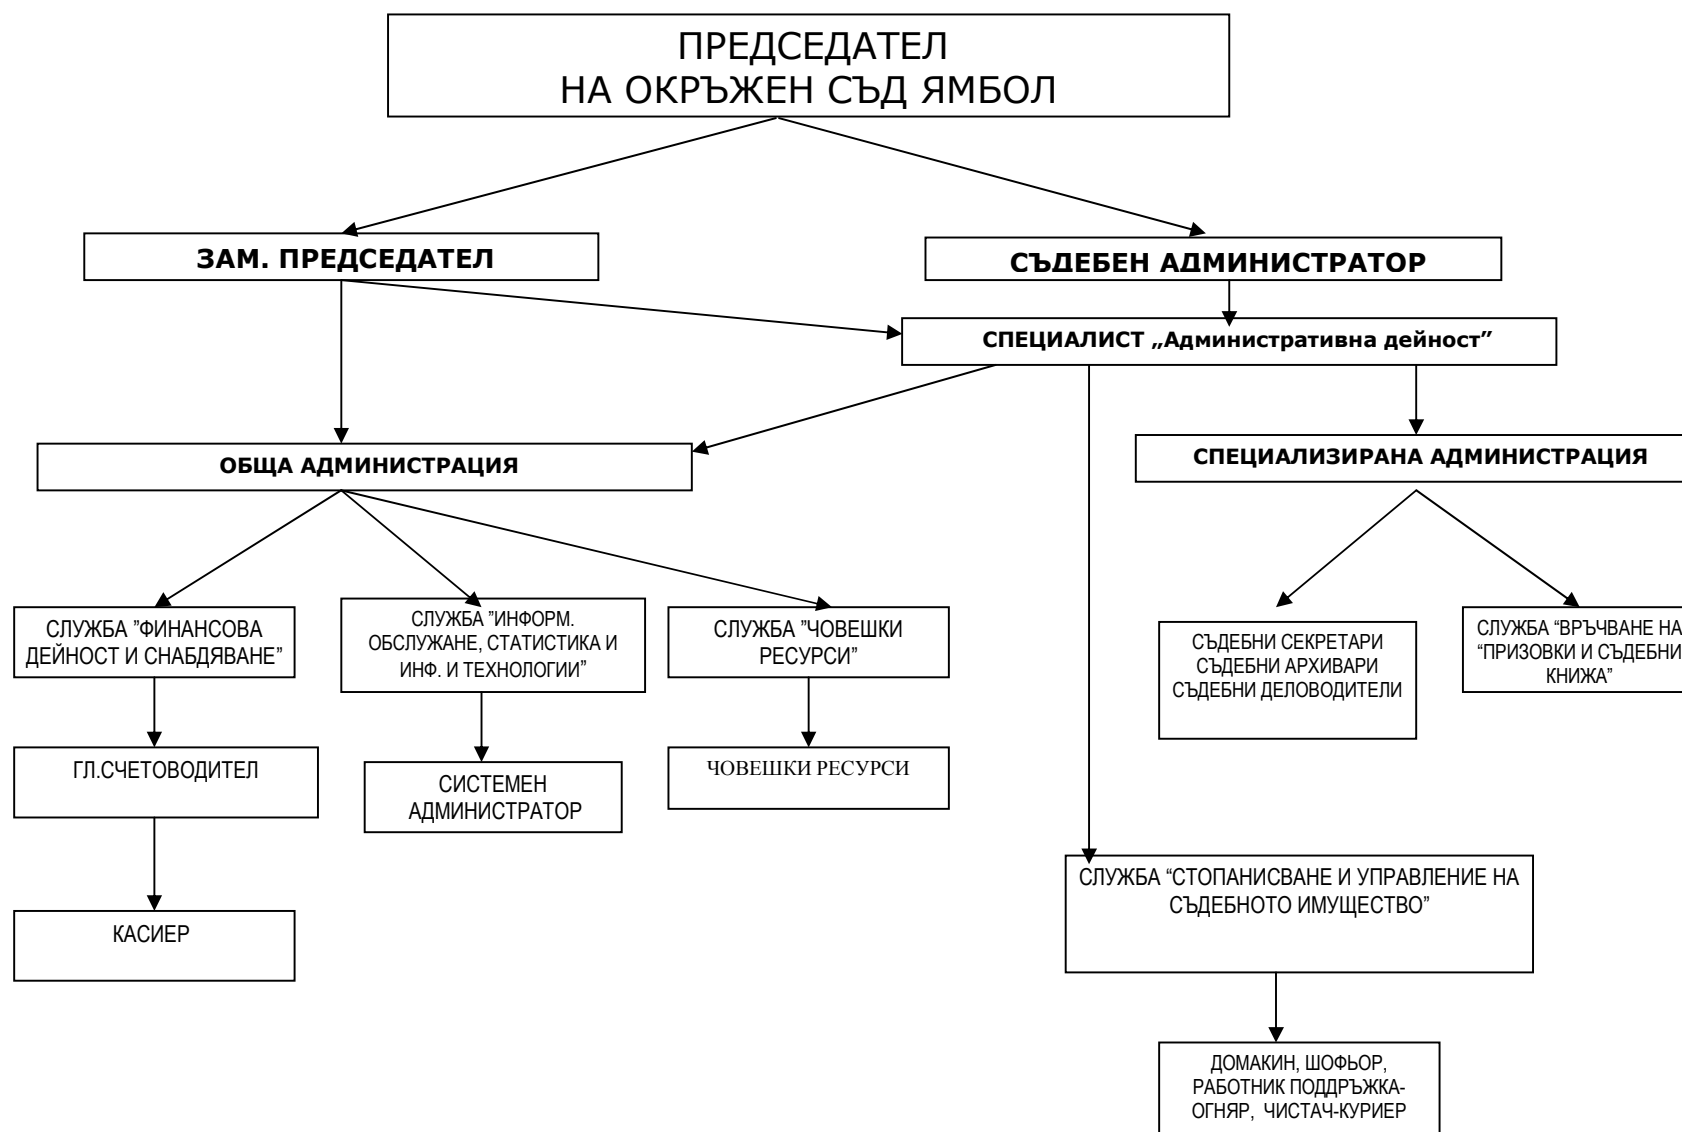 ПРЕДСЕДАТЕЛ
НА ОКРЪЖЕН СЪД ЯМБОЛ
ЗАМ. ПРЕДСЕДАТЕЛ
СЪДЕБЕН АДМИНИСТРАТОР
СПЕЦИАЛИСТ „Административна дейност”
ОБЩА АДМИНИСТРАЦИЯ
СПЕЦИАЛИЗИРАНА АДМИНИСТРАЦИЯ
СЛУЖБА ”ФИНАНСОВА
ДЕЙНОСТ И СНАБДЯВАНЕ”
СЛУЖБА ”ИНФОРМ.
ОБСЛУЖАНЕ, СТАТИСТИКА И
ИНФ. И ТЕХНОЛОГИИ”
СЛУЖБА ”ЧОВЕШКИ
РЕСУРСИ”
СЪДЕБНИ СЕКРЕТАРИ
СЪДЕБНИ АРХИВАРИ
СЪДЕБНИ ДЕЛОВОДИТЕЛИ
СЛУЖБА “ВРЪЧВАНЕ НА
“ПРИЗОВКИ И СЪДЕБНИ
КНИЖА”
ГЛ.СЧЕТОВОДИТЕЛ
СИСТЕМЕН
АДМИНИСТРАТОР
ЧОВЕШКИ РЕСУРСИ
КАСИЕР
СЛУЖБА “СТОПАНИСВАНЕ И УПРАВЛЕНИЕ НА
СЪДЕБНОТО ИМУЩЕСТВО”
ДОМАКИН, ШОФЬОР,
РАБОТНИК ПОДДРЪЖКА-
ОГНЯР, ЧИСТАЧ-КУРИЕР